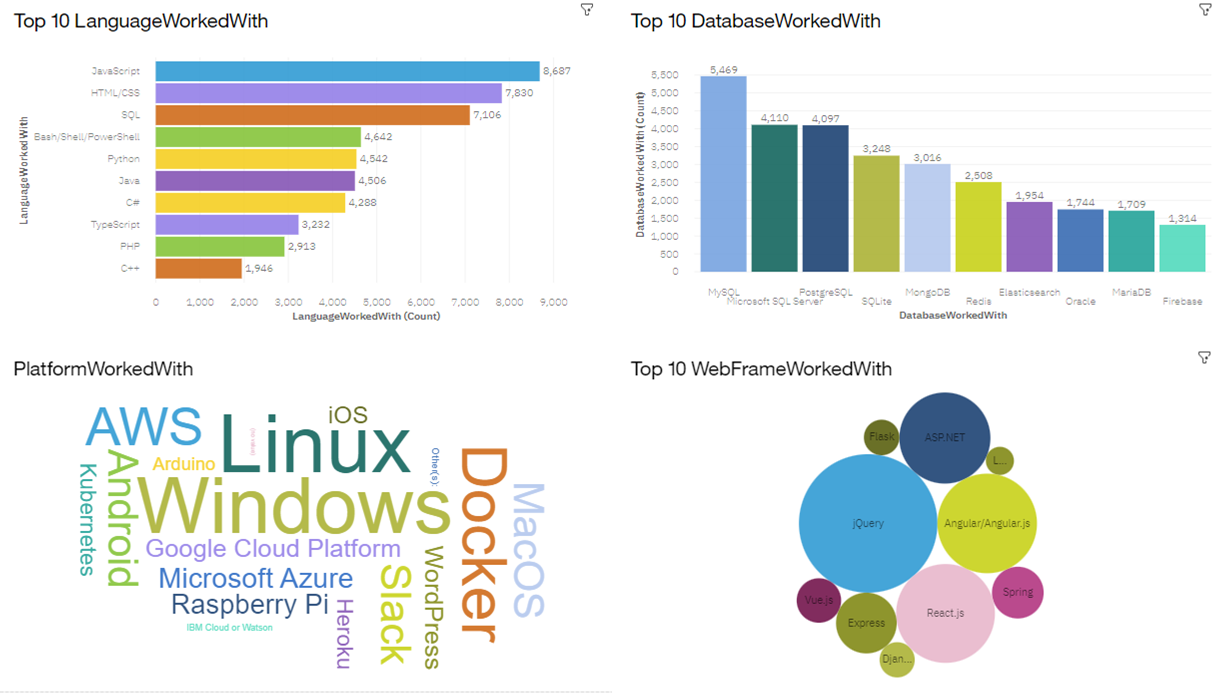 Top 10 LanguageWorkedWith
LanguageWorkedWith
JavaScript 8,687
HTML/CSS 7,830
SQL 7,106
Bash/Shell/PowerShell 4,642
Python 4,542
Java 4,506
C# 4,288
TypeScript 3,232
PHP 2,913
C++ 1,946
0 1,000 2,000 3,000 4,000 5,000 6,000 7,000 8,000 9,000
LanguageWorkedWith (Count)
Top 10 DatabaseWorkedWith
DatabaseWorkedWith (Count)
5,500
5,000
4,500
4,000
3,500
3,000
2,500
2,000
1,500
1,000
500
0
5,469 4,110 4,097 3,248 3,016 2,508 1,954 1,744 1,709 1,314
MySQL Microsoft SQL Server PostgreSQL SQLite MongoDB Redis Elasticsearch Oracle MariaDB Firebase
DatabaseWorkedWith
PlatformWorkedWith
AWS
Linux
iOS
Arduino
Other(s):
Kubernetes
Android
Windows
Docker
MacOS
Google Cloud Platform
Microsoft Azure
Raspberry Pi
IBM Cloud or Watson
Heroku
Slack
WordPress
Top 10 WebFrameWorkedWith
Flask
ASP.NET
L...
jQuery
Angular/Angular.js
Vue.js
Express
React.js
Spring
Djan...